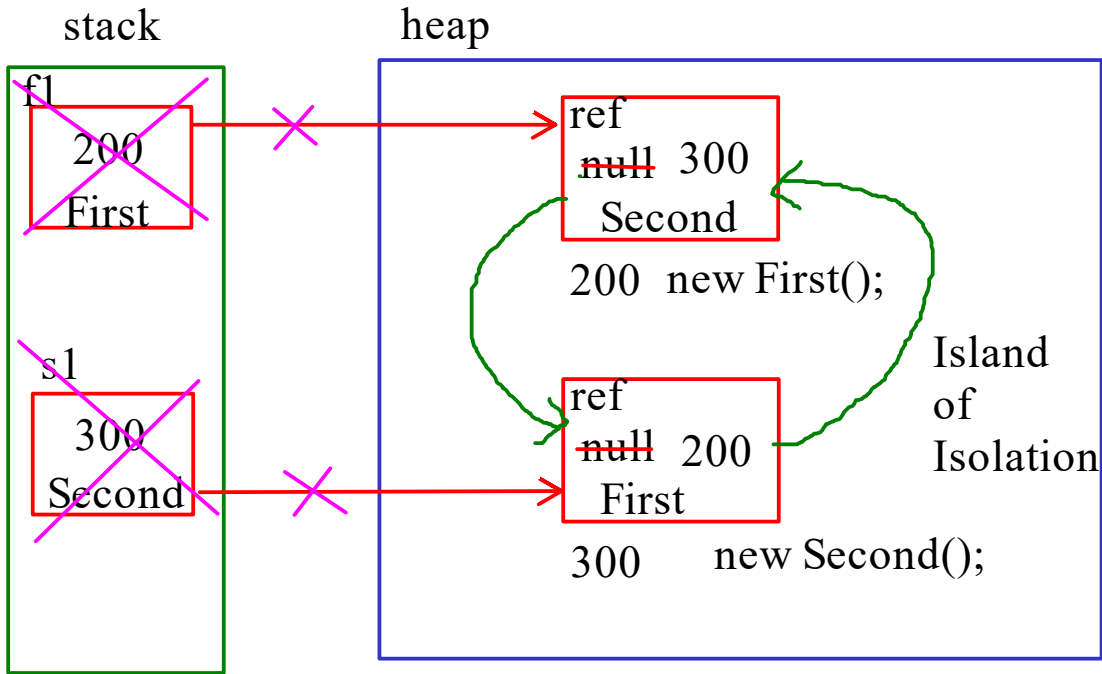 stack
heap
f1
200
First
ref
null 300
Second
200 new First();
s1
300
Second
ref
null 200
First
300 new Second();
Island
of
Isolation